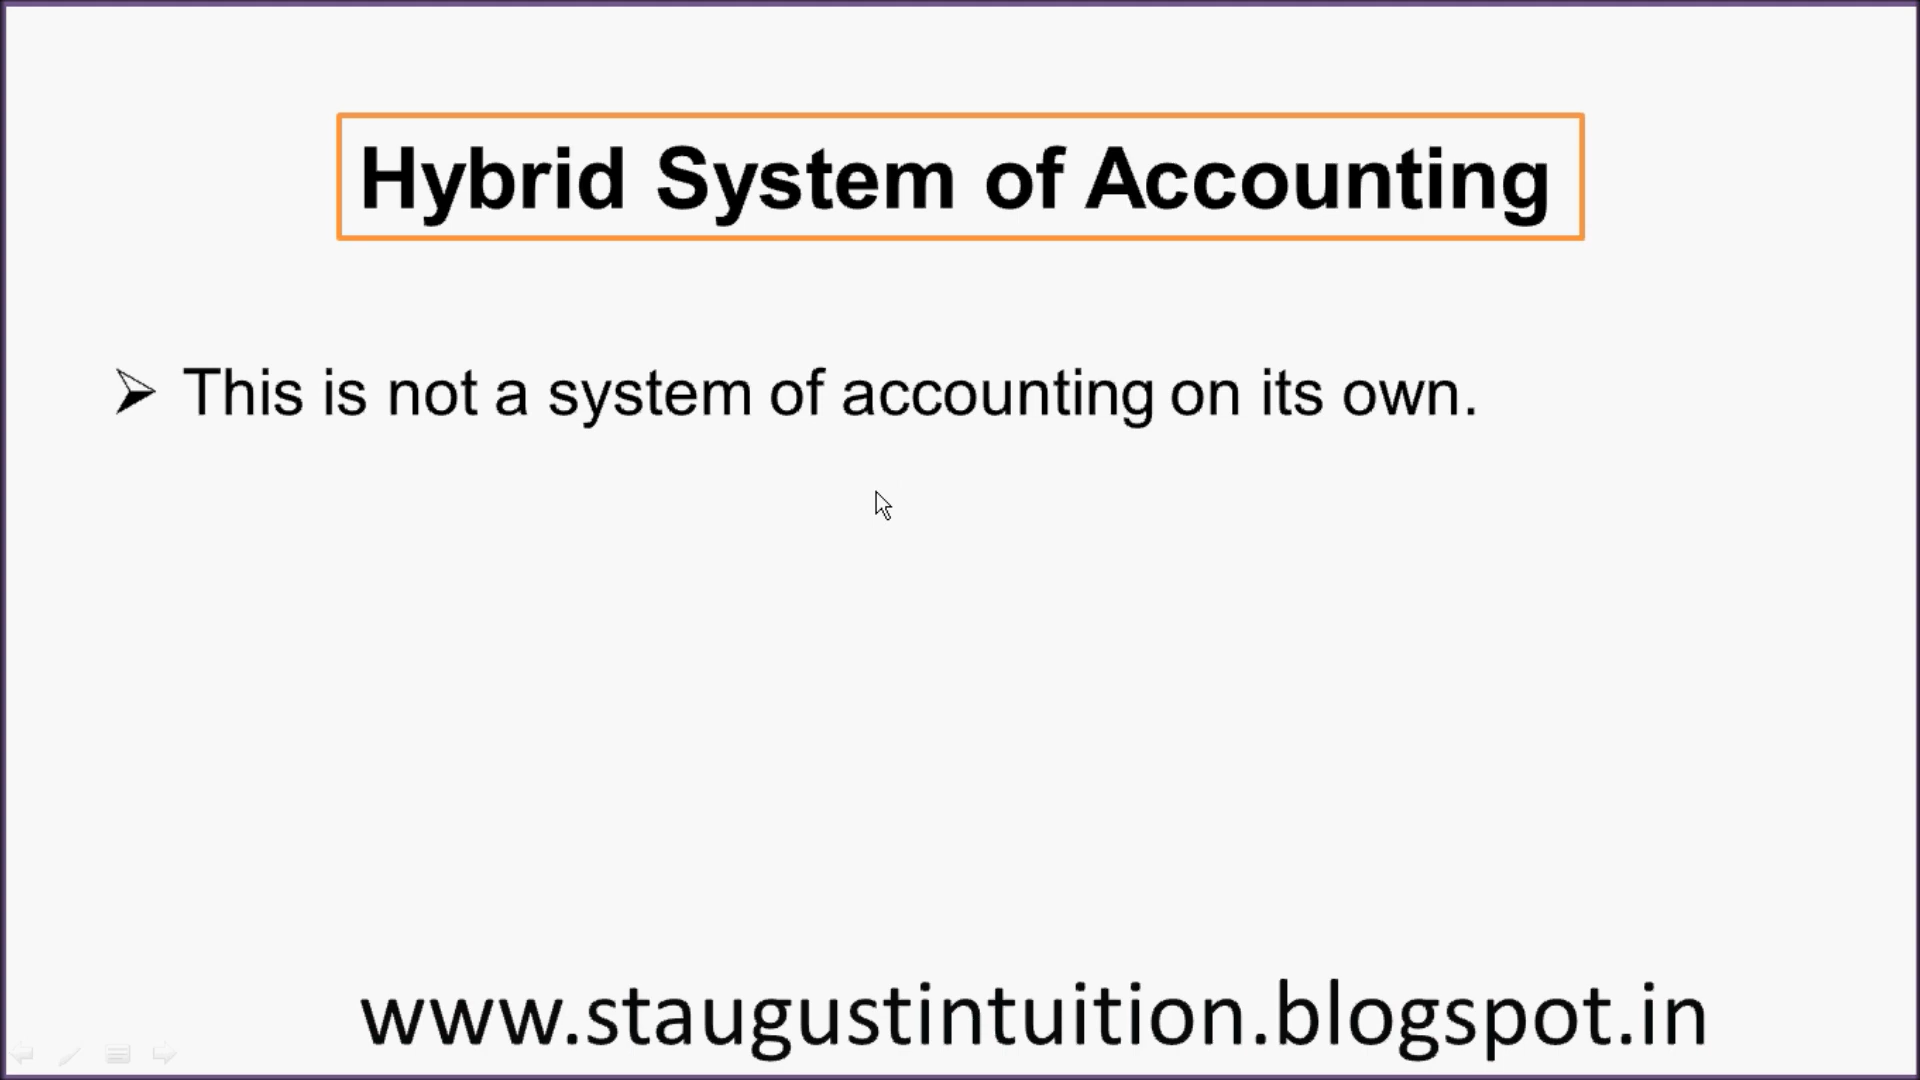 Hybrid System of Accounting
This is not a system of accounting on its own.
www.staugustintuition.blogspot.in